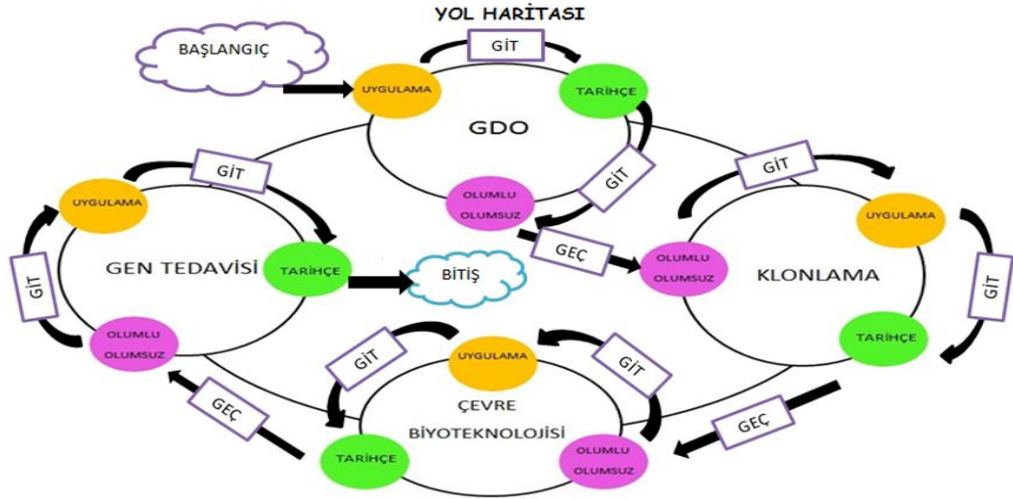 YOL HARİTASI
BAŞLANGIÇ
GİT
UYGULAMA
TARİHÇE
GDO
GİT
OLUMLU
OLUMSUZ
GEÇ
GİT
UYGULAMA
OLUMLU
OLUMSUZ
KLONLAMA
GİT
TARİHÇE
GEÇ
GİT
UYGULAMA
ÇEVRE
BİYOTEKNOLOJİSİ
OLUMLU
OLUMSUZ
GİT
TARİHÇE
GEÇ
GİT
UYGULAMA
GEN TEDAVİSİ
TARİHÇE
GİT
OLUMLU
OLUMSUZ
BİTİŞ